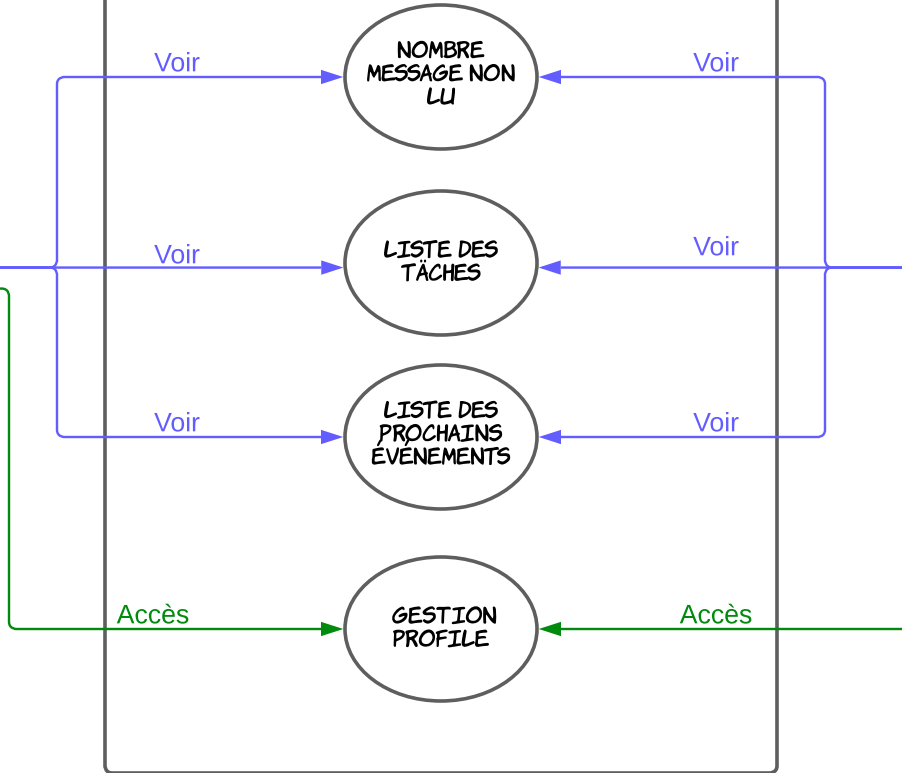 NOMBRE
MESSAGE NON
LU
Voir
Voir
LISTE DES
TÄCHES
Voir
Voir
LISTE DES
PROCHAINS
ÉVÉNEMENTS
Voir
Voir
GESTION
PROFILE
Accès
Accès